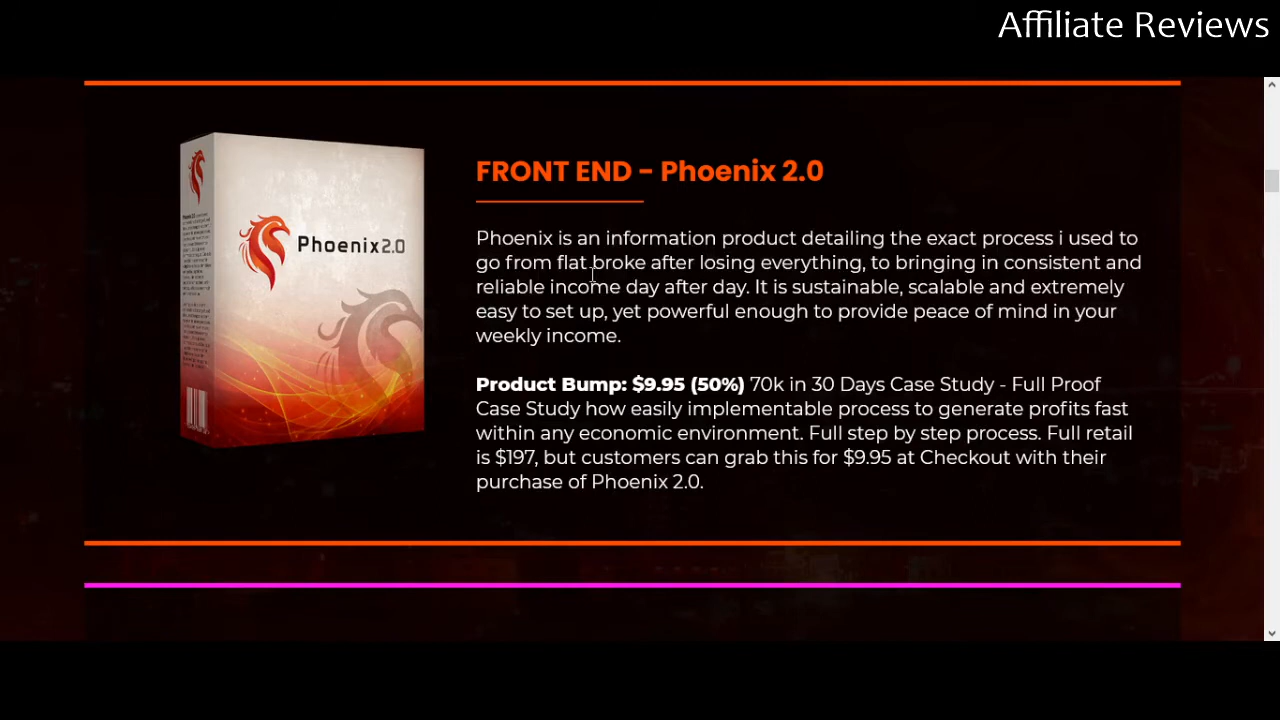 Affiliate Reviews
FRONT END - Phoenix 2.0
Phoenix2.0
Phoenix is an information product detailing the exact process i used to
go from flat broke after losing everything, to bringing in consistent and
reliable income day after day. It is sustainable, scalable and extremely
easy to set up, yet powerful enough to provide peace of mind in your
weekly income.
Product Bump: $9.95 (50%) 70k in 30 Days Case Study - Full Proof
Case Study how easily implementable process to generate profits fast
within any economic environment. Full step by step process. Full retail
is $197, but customers can grab this for $9.95 at Checkout with their
purchase of Phoenix 2.0.